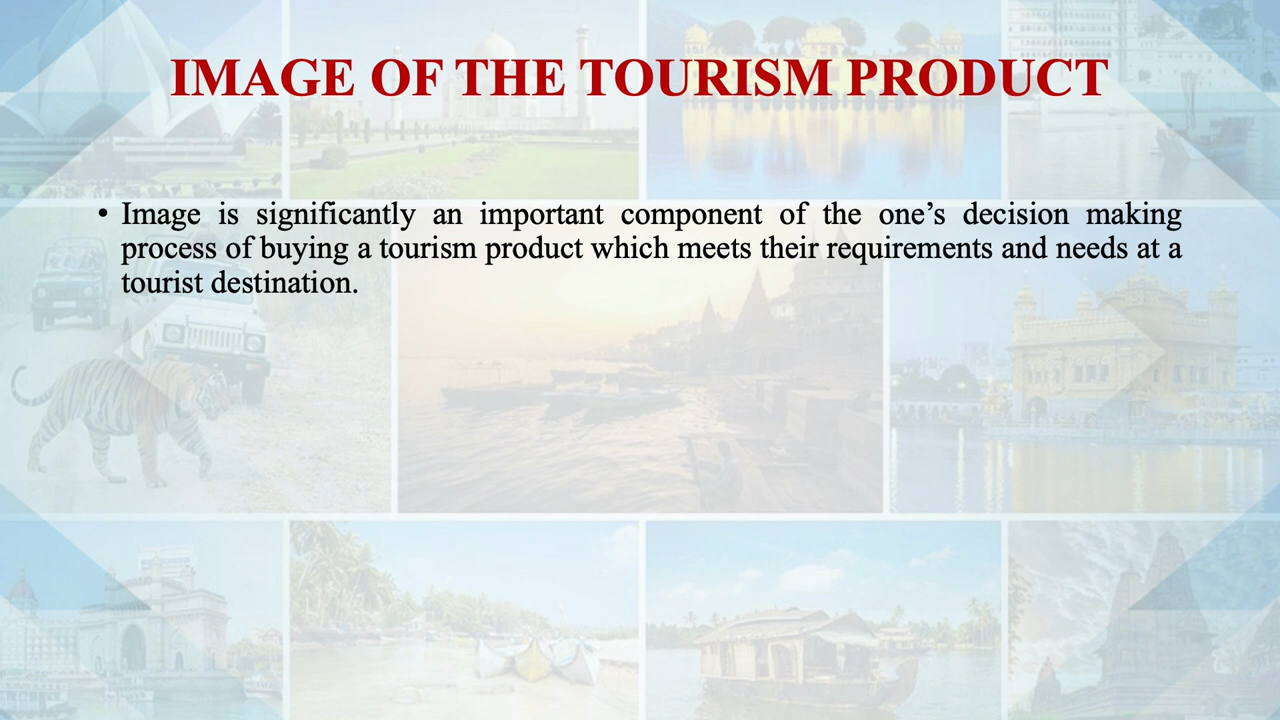 IMAGE OF THE TOURISM PRODUCT
• Image is significantly an important component of the one’s decision making
process of buying a tourism product which meets their requirements and needs at a
tourist destination.